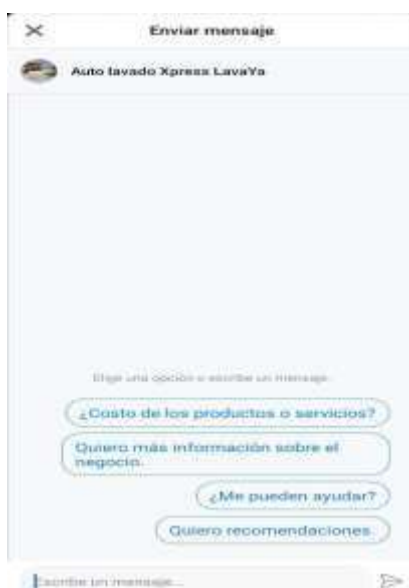 Enviar mensaje
Auto lavado Xpress LavaYa
Elige una opción o escribe un mensaje.
¿Costo de los productos o servicios?
Quiero más información sobre el
negocio.
¿Me pueden ayudar?
Quiero recomendaciones.
Escribe un mensaje...